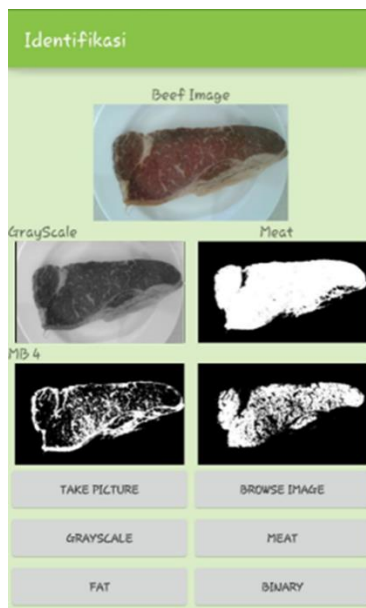 Identifikasi
Beef Image
GrayScale Meat
MB 4
TAKE PICTURE BROWSE IMAGE
GRAYSCALE MEAT
FAT BINARY